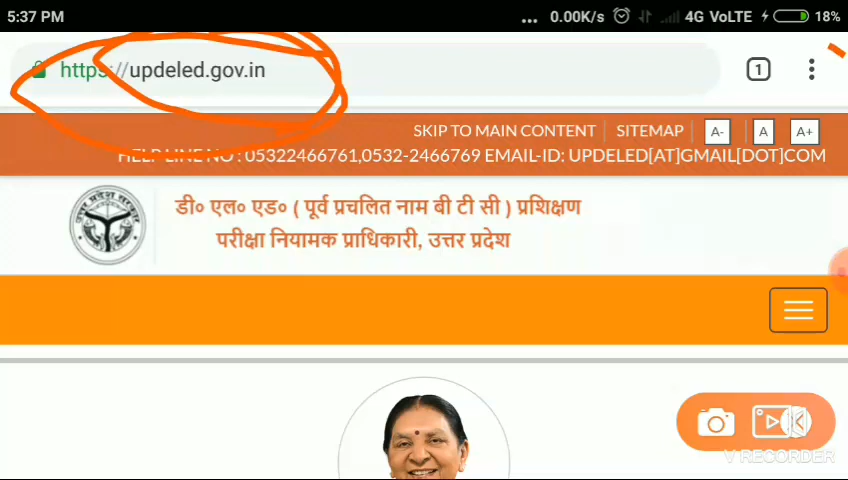 5:37 PM
... 0.00K/s 4G VoLTE 18%
https://updeled.gov.in
1
SKIP TO MAIN CONTENT SITEMAP A- A A+
HELP LINE NO : 05322466761,0532-2466769 EMAIL-ID: UPDELED[AT]GMAIL[DOT]COM
डी० एल० एड० ( पूर्व प्रचलित नाम बी टी सी ) प्रशिक्षण
परीक्षा नियामक प्राधिकारी, उत्तर प्रदेश
V RECORDER